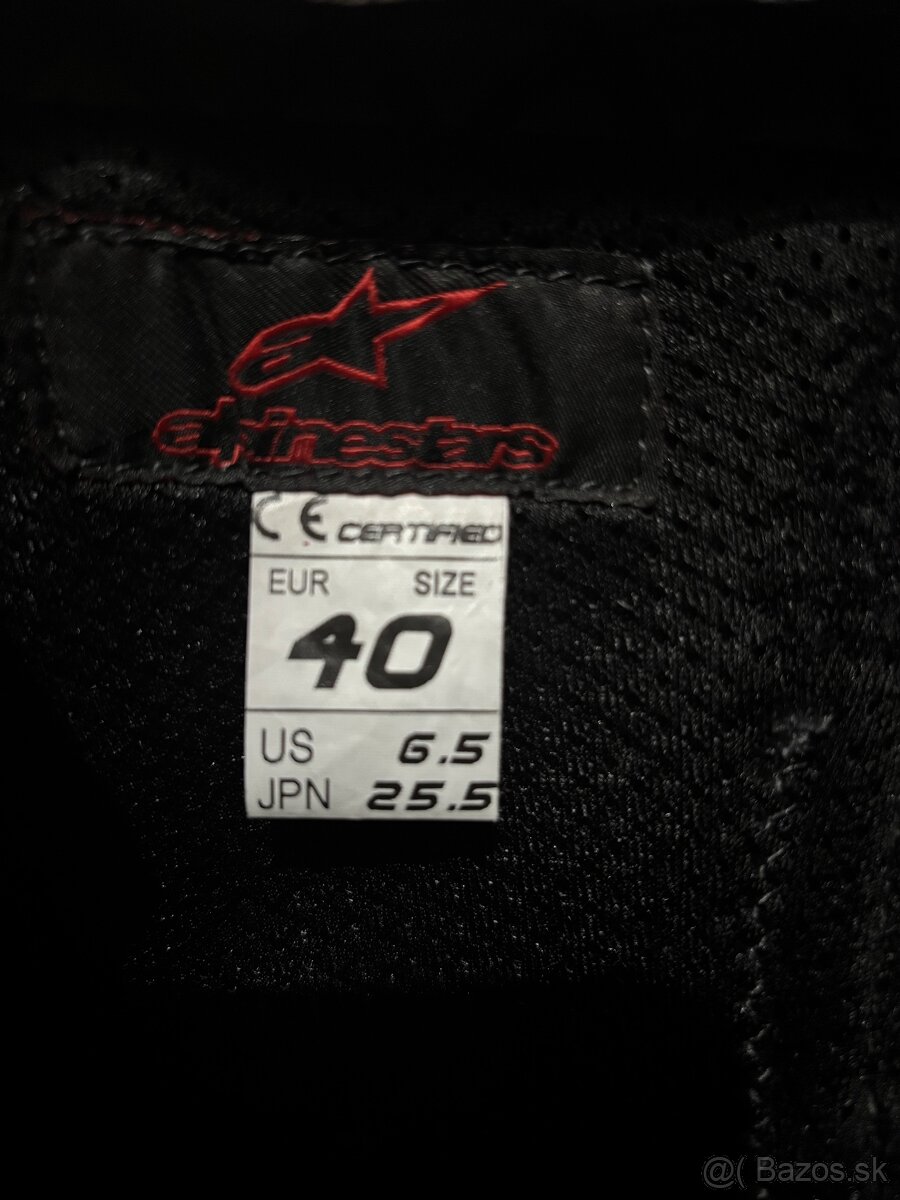 alpinestars
CE CERTIFIED
EUR SIZE
40
US 6.5
JPN 25.5
@( Bazos.sk